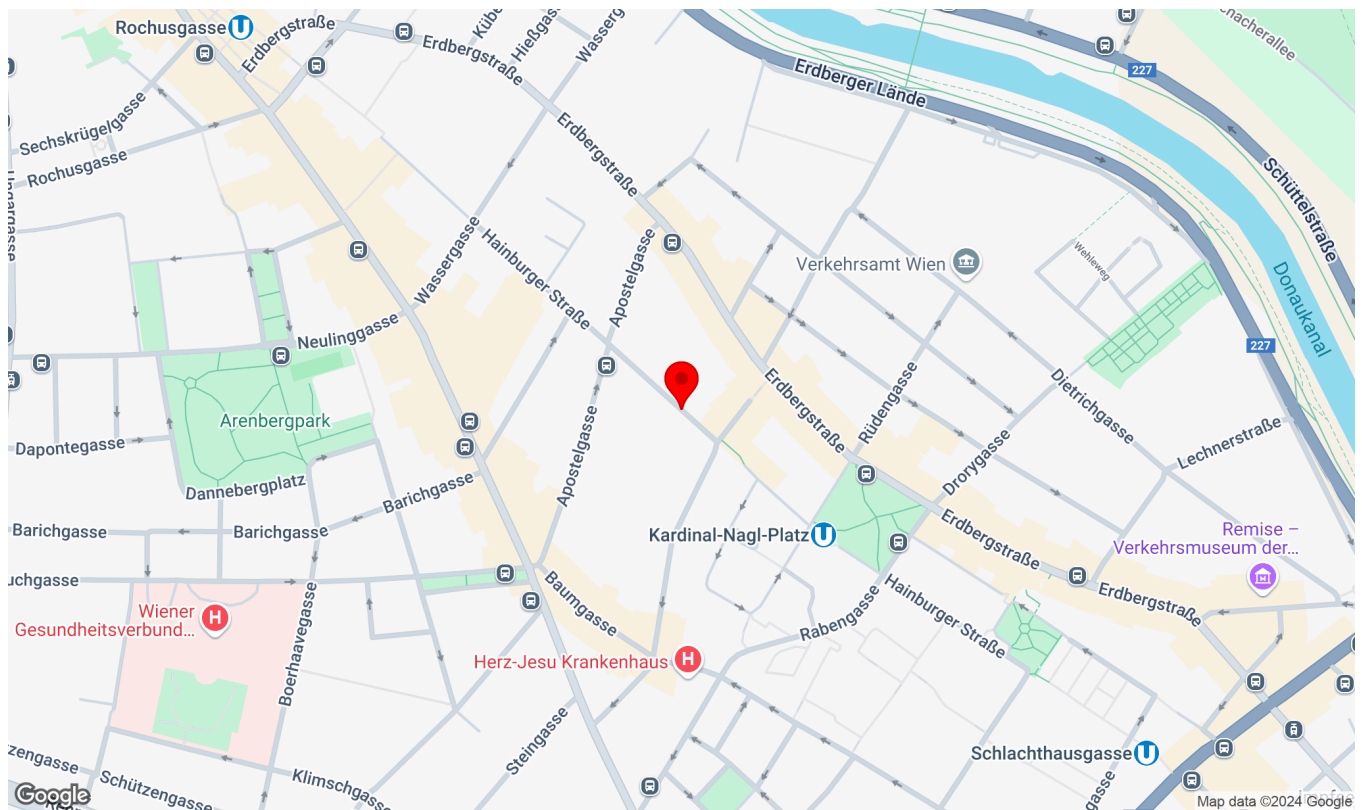 Rochusgasse
Erdbergstraße
Hießgasse
Wassergasse
Erdbergstraße
Erdberger Lände
227
Sechskrügelgasse
Rochusgasse
Erdbergstraße
Schüttelstraße
Hainburger Straße
Wassergasse
Apostelgasse
Verkehrsamt Wien
Wehleweg
Donaukanal
Neulinggasse
227
Erdbergstraße
Rüdengasse
Dietrichgasse
Arenbergpark
Dapontegasse
Dannebergplatz
Barichgasse
Apostelgasse
Drorygasse
Lechnerstraße
Barichgasse
Barichgasse
Kardinal-Nagl-Platz
Erdbergstraße
Remise –
Verkehrsmuseum der...
uchgasse
Baumgasse
Hainburger Straße
Erdbergstraße
Wiener
Gesundheitsverbund...
Boerhaavegasse
Rabengasse
Herz-Jesu Krankenhaus
Steingasse
Schlachthausgasse
Schützengasse
Klimschgasse
Google
Map data ©2024 Google